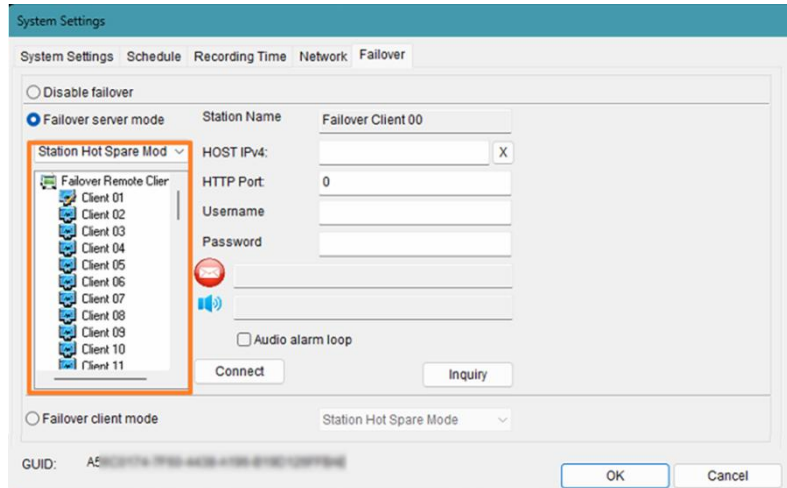 System Settings
System Settings Schedule Recording Time Network Failover
Disable failover
Failover server mode
Station Name
Failover Client 00
Station Hot Spare Mod
HOST IPv4:
X
Failover Remote Clier
HTTP Port:
0
Client 01
Client 02
Username
Client 03
Client 04
Password
Client 05
Client 06
Client 07
Client 08
Client 09
Audio alarm loop
Client 10
Client 11
Connect
Inquiry
Failover client mode
Station Hot Spare Mode
GUID:
OK
Cancel